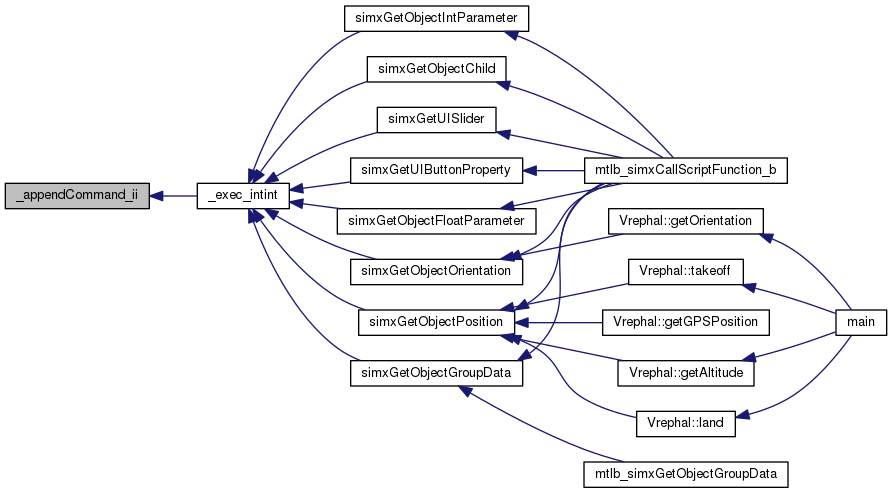 simxGetObjectIntParameter
simxGetObjectChild
simxGetUISlider
simxGetUIButtonProperty
mtlb_simxCallScriptFunction_b
_appendCommand_ii
_exec_intint
simxGetObjectFloatParameter
Vrephal::getOrientation
simxGetObjectOrientation
Vrephal::takeoff
simxGetObjectPosition
Vrephal::getGPSPosition
main
simxGetObjectGroupData
Vrephal::getAltitude
Vrephal::land
mtlb_simxGetObjectGroupData